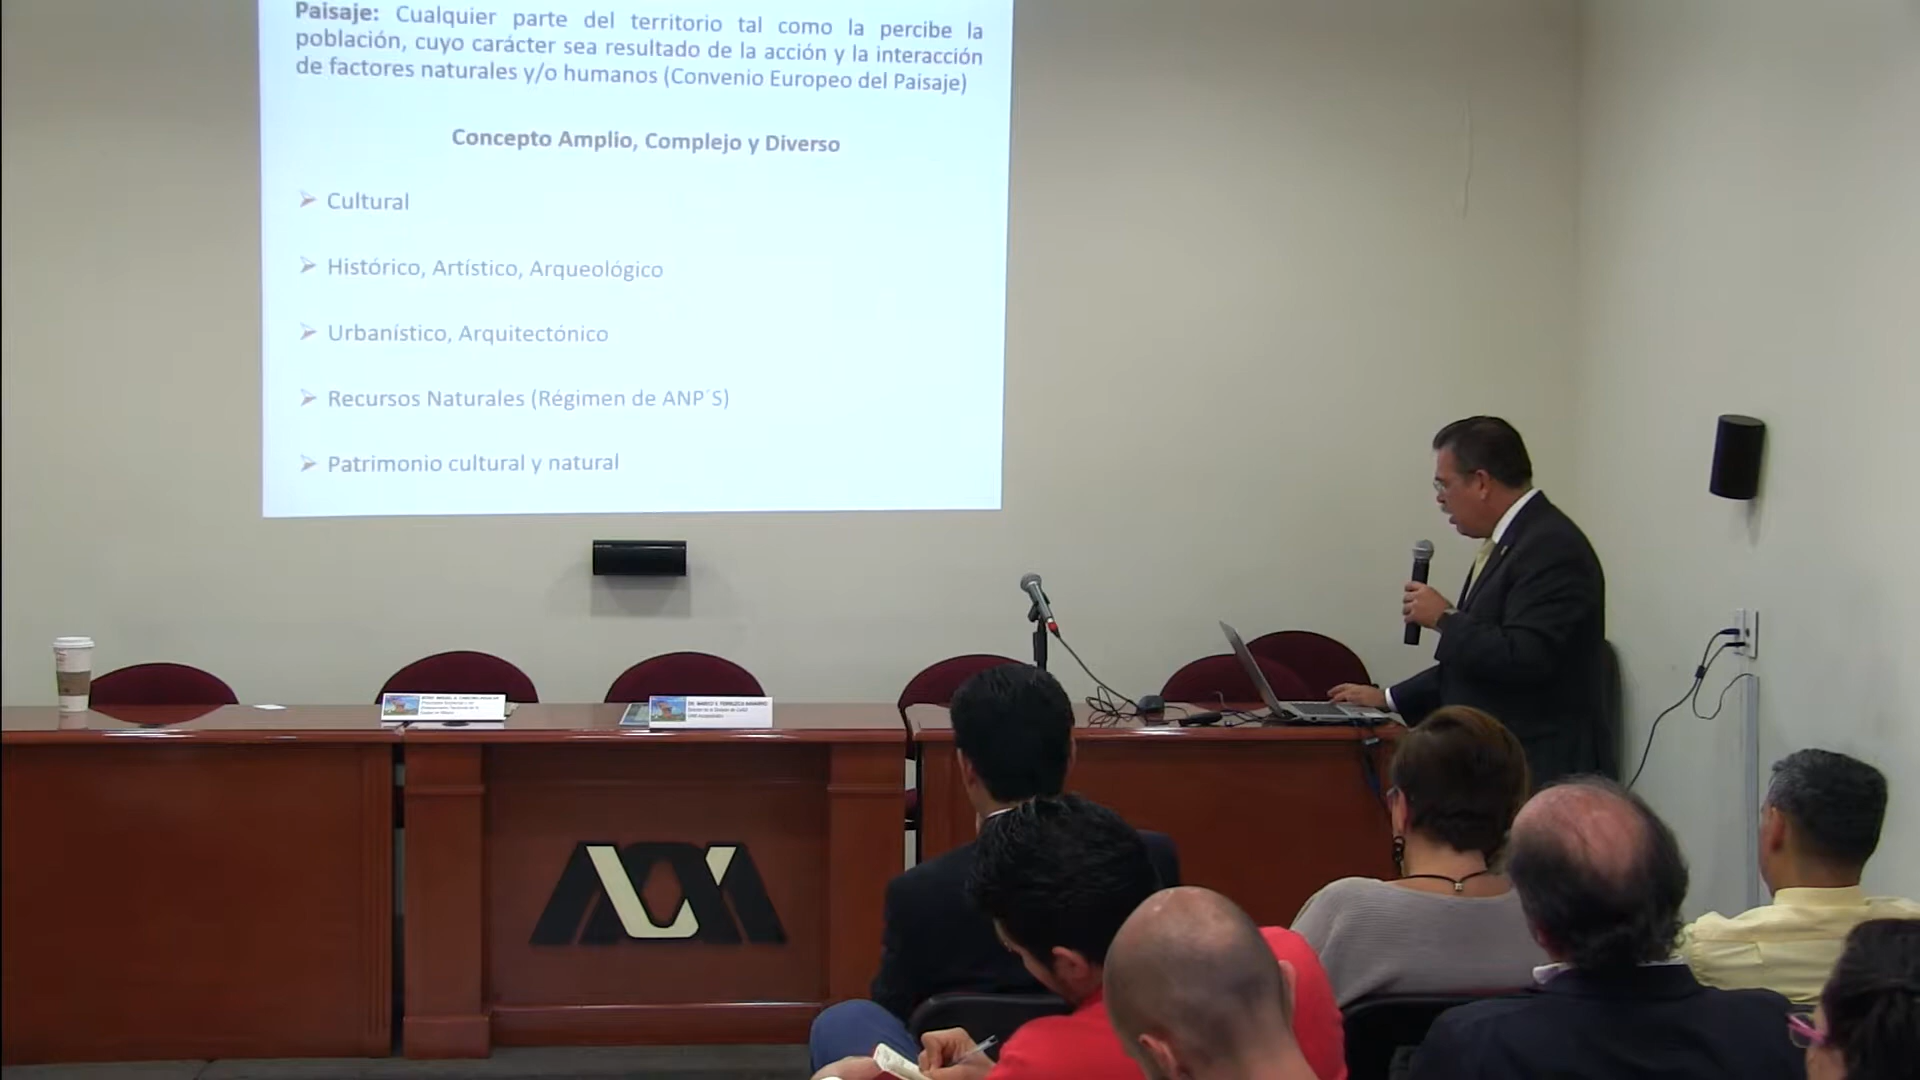 Paisaje: Cualquier parte del territorio tal como la percibe la
población, cuyo carácter sea resultado de la acción y la interacción
de factores naturales y/o humanos (Convenio Europeo del Paisaje)
Concepto Amplio, Complejo y Diverso
Cultural
Histórico, Artístico, Arqueológico
Urbanístico, Arquitectónico
Recursos Naturales (Régimen de ANP´S)
Patrimonio cultural y natural